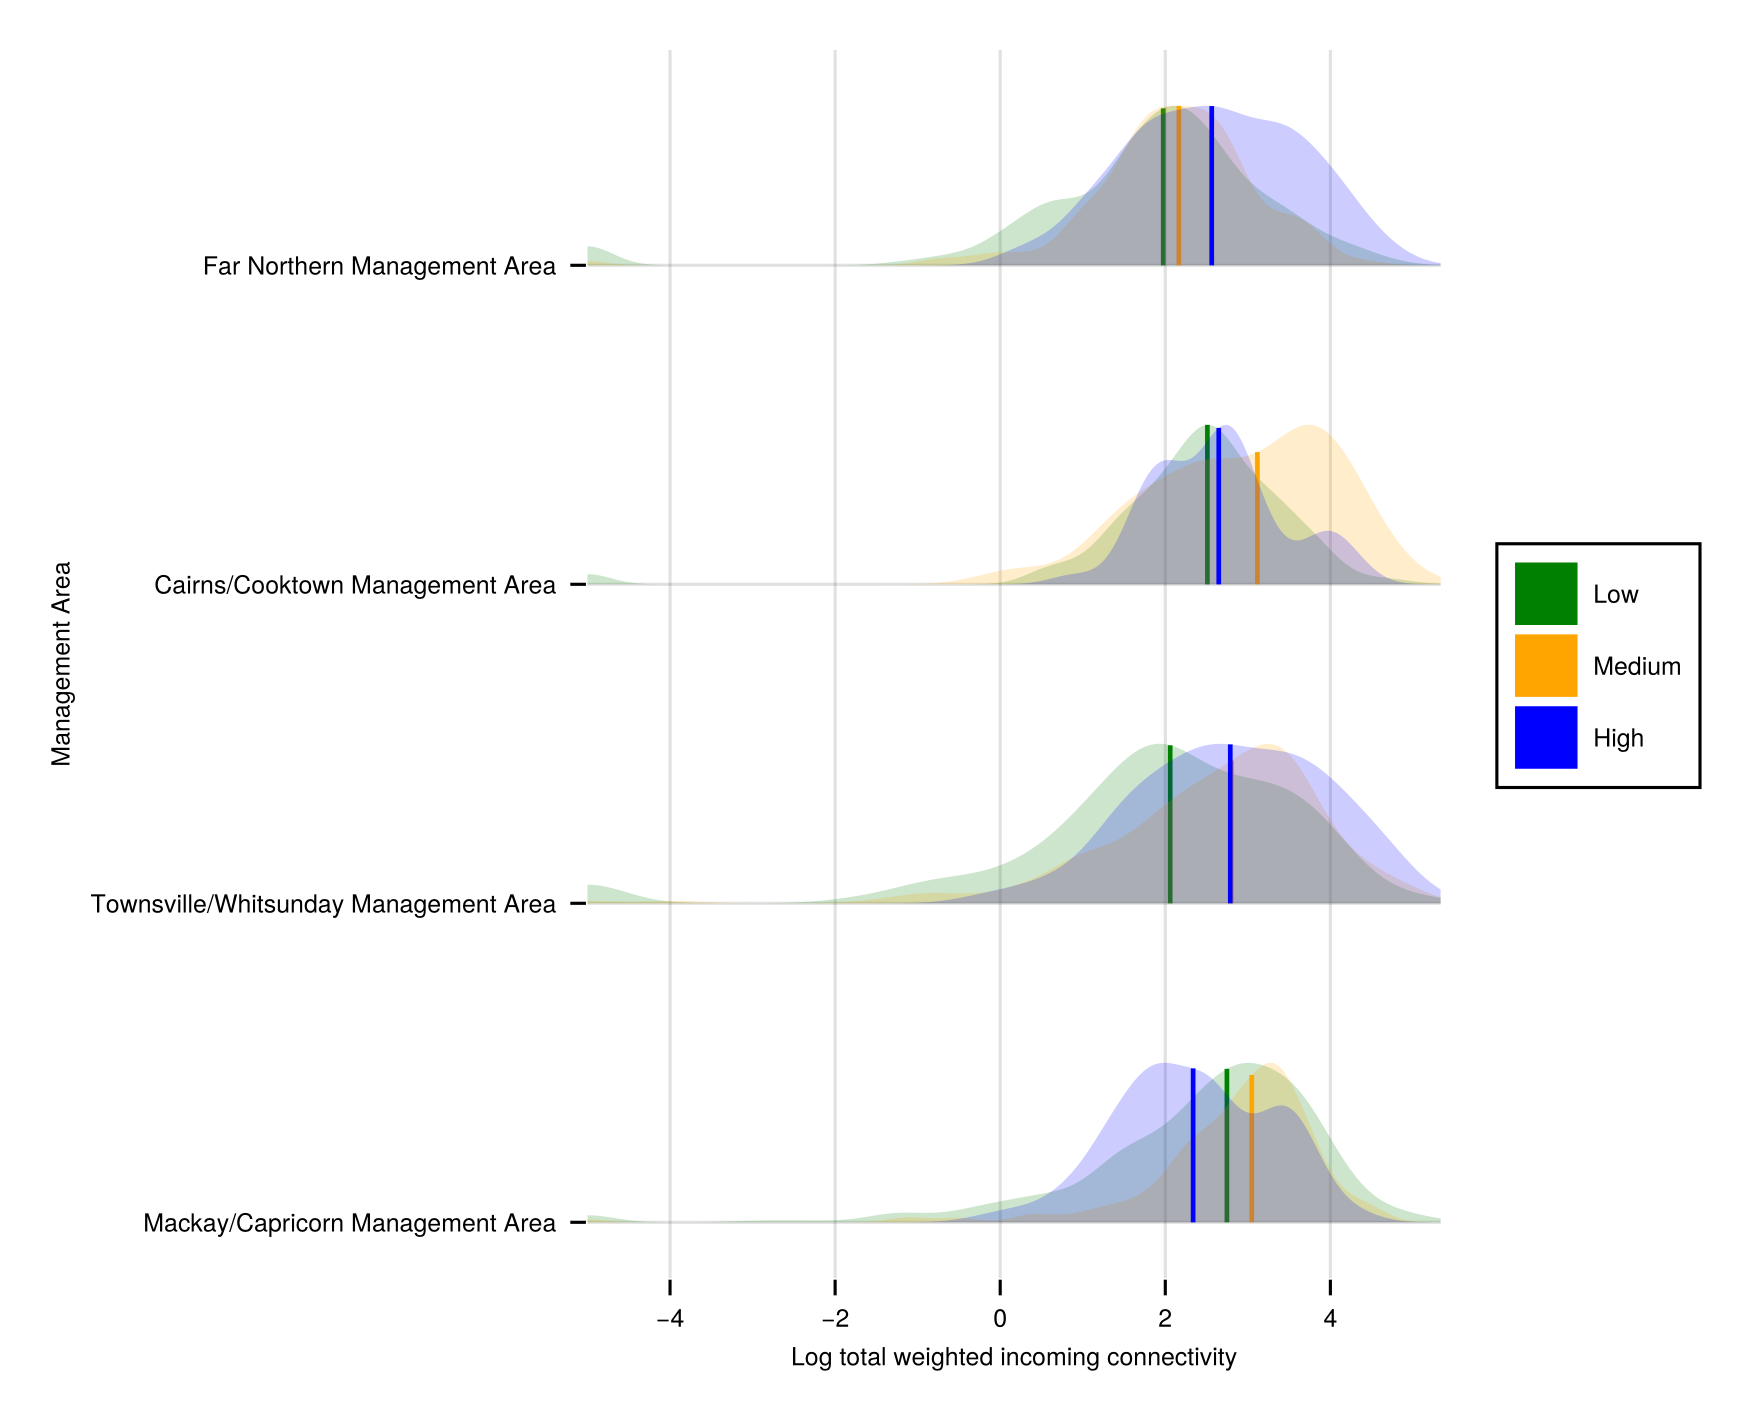 Far Northern Management Area
Cairns/Cooktown Management Area
Townsville/Whitsunday Management Area
Mackay/Capricorn Management Area
Management Area
−4
−2
0
2
4
Log total weighted incoming connectivity
Low
Medium
High